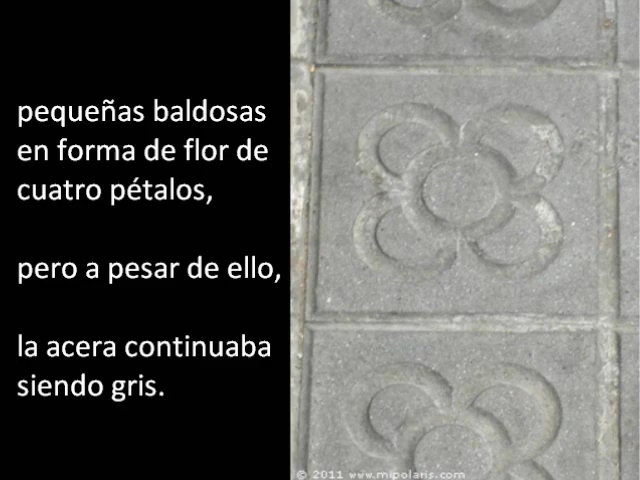 pequeñas baldosas
en forma de flor de
cuatro pétalos,
pero a pesar de ello,
la acera continuaba
siendo gris.
© 2011 www.mipolaris.com